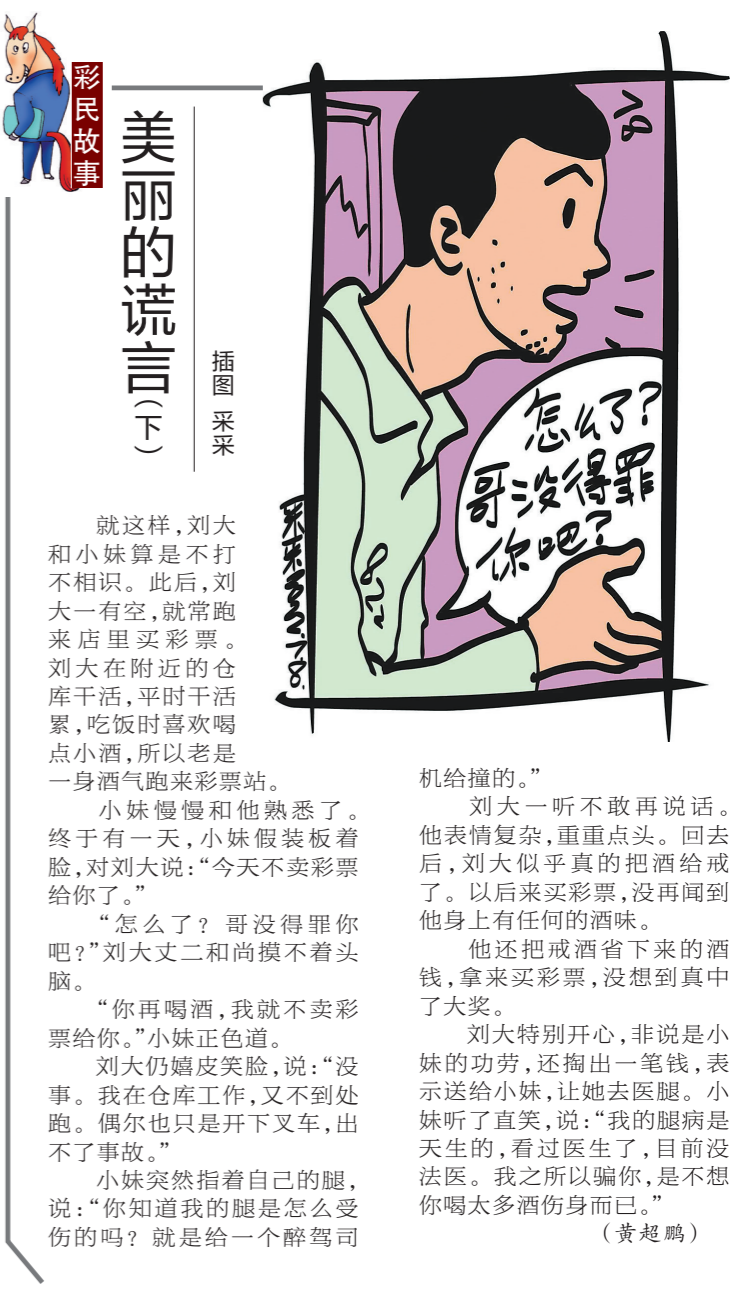 彩民故事
美丽的谎言(下)
插图 采采
怎么了?
哥没得罪
你吧?
就这样,刘大
和小妹算是不打
不相识。此后,刘
大一有空,就常跑
来店里买彩票。
刘大在附近的仓
库干活,平时干活
累,吃饭时喜欢喝
点小酒,所以老是
一身酒气跑来彩票站。
小妹慢慢和他熟悉了。
终于有一天,小妹假装板着
脸,对刘大说:“今天不卖彩票
给你了。”
“怎么了?哥没得罪你
吧?”刘大丈二和尚摸不着头
脑。
“你再喝酒,我就不卖彩
票给你。”小妹正色道。
刘大仍嬉皮笑脸,说:“没
事。我在仓库工作,又不到处
跑。偶尔也只是开下叉车,出
不了事故。”
小妹突然指着自己的腿,
说:“你知道我的腿是怎么受
伤的吗?就是给一个醉驾司
机给撞的。”
刘大一听不敢再说话。
他表情复杂,重重点头。回去
后,刘大似乎真的把酒给戒
了。以后来买彩票,没再闻到
他身上有任何的酒味。
他还把戒酒省下来的酒
钱,拿来买彩票,没想到真中
了大奖。
刘大特别开心,非说是小
妹的功劳,还掏出一笔钱,表
示送给小妹,让她去医腿。小
妹听了直笑,说:“我的腿病是
天生的,看过医生了,目前没
法医。我之所以骗你,是不想
你喝太多酒伤身而已。”
(黄超鹏)